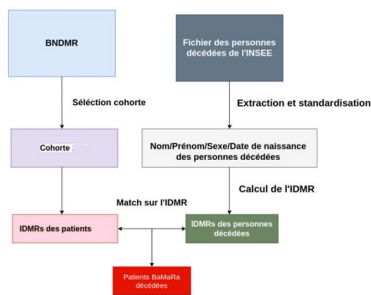 BNDMR
Fichier des personnes
décédées de l'INSEE
Séléction cohorte
Extraction et standardisation
Cohorte
Nom/Prénom/Sexe/Date de naissance
des personnes décédées
Calcul de l'IDMR
Match sur l'IDMR
IDMRs des patients
IDMRs des personnes
décédées
Patients BaMaRa
décédées